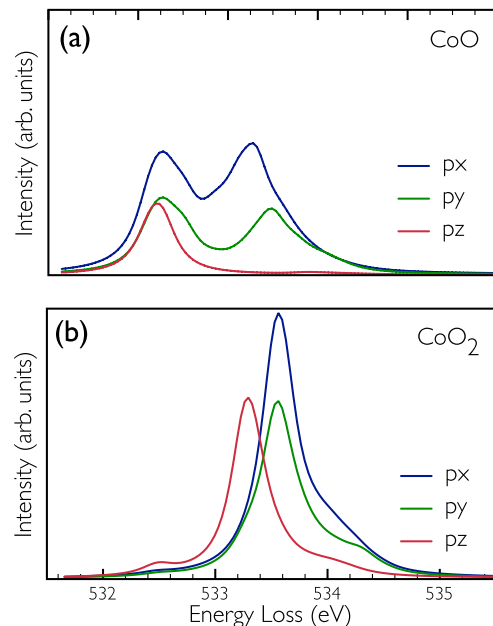 (a)
CoO
Intensity (arb. units)
px
py
pz
(b)
CoO2
Intensity (arb. units)
px
py
pz
532 533 534 535
Energy Loss (eV)